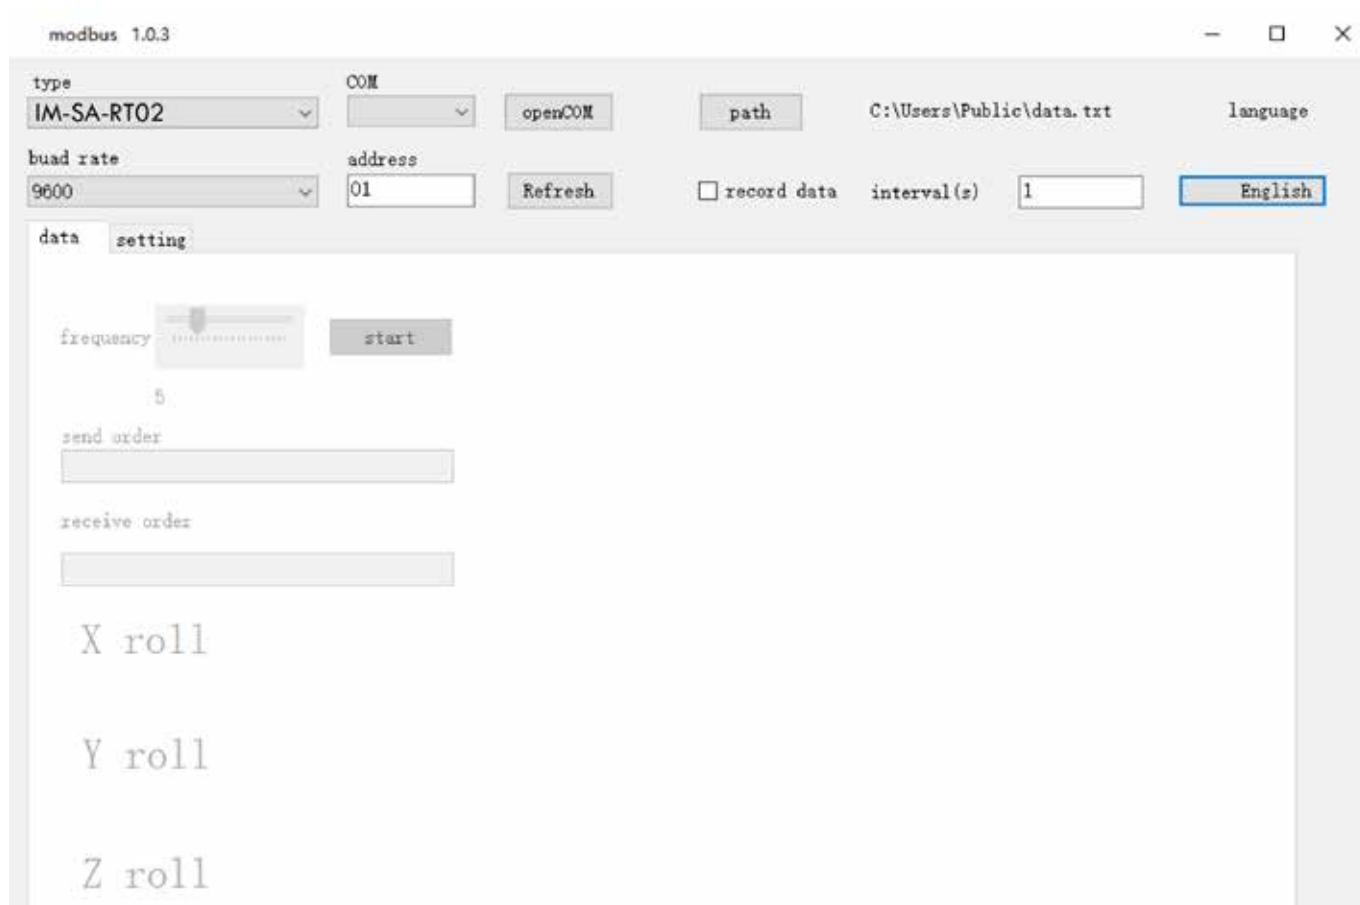 modbus 1.0.3
type
COM
IM-SA-RT02
openCOM
path
C:\Users\Public\data.txt
language
buad rate
address
9600
01
Refresh
record data
interval(s)
1
English
data
setting
frequency
start
5
send order
receive order
X roll
Y roll
Z roll